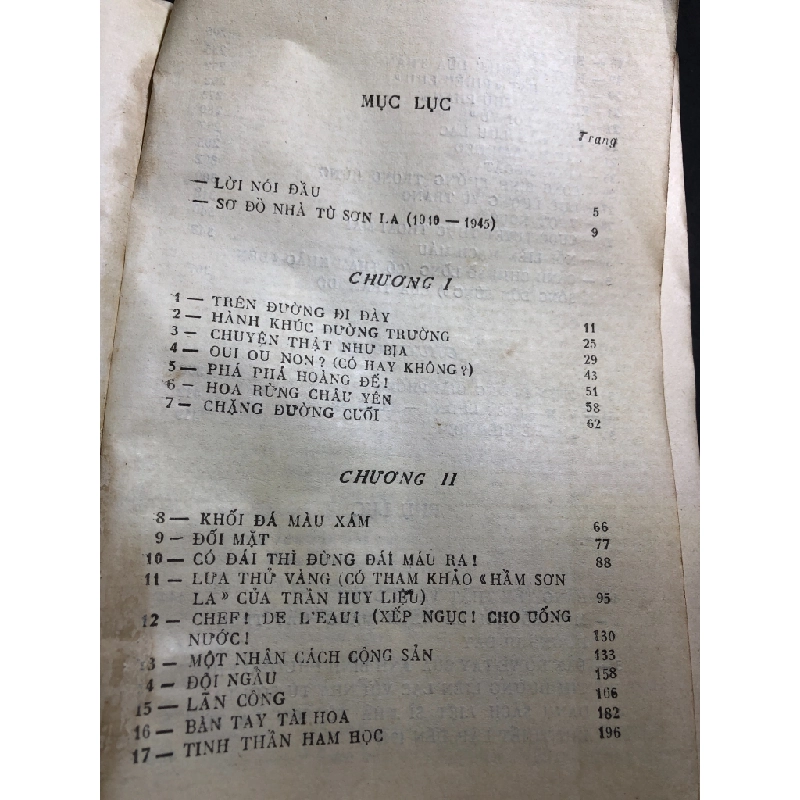 MỤC LỤC
Trang
— LỜI NÓI ĐẦU 5
— SƠ ĐỒ NHÀ TÙ SƠN LA (1940 — 1945) 9
CHƯƠNG I
1 — TRÊN ĐƯỜNG ĐI ĐÀY 11
2 — HÀNH KHÚC ĐƯỜNG TRƯỜNG 25
3 — CHUYỆN THẬT NHƯ BỊA 29
4 — OUI OU NON? (CÓ HAY KHÔNG?) 43
5 — PHÁ PHÁ HOÀNG ĐẾ! 51
6 — HOA RỪNG CHÂU YÊN 58
7 — CHẶNG ĐƯỜNG CUỐI 62
CHƯƠNG II
8 — KHỐI ĐÁ MÀU XÁM 66
9 — ĐỐI MẶT 77
10 — CÓ ĐÁI THÌ ĐỪNG ĐÁI MÁU RA! 88
11 — LỬA THỬ VÀNG (CÓ THAM KHẢO «HẦM SƠN
LA» CỦA TRẦN HUY LIỆU) 95
12 — CHEF! DE L'EAU! (XẾP NGỤC! CHO UỐNG
NƯỚC! 130
13 — MỘT NHÂN CÁCH CỘNG SẢN 133
4 — ĐỘI NGẦU 158
15 — LÃN CÔNG 166
16 — BÀN TAY TÀI HOA 182
17 — TINH THẦN HAM HỌC 196